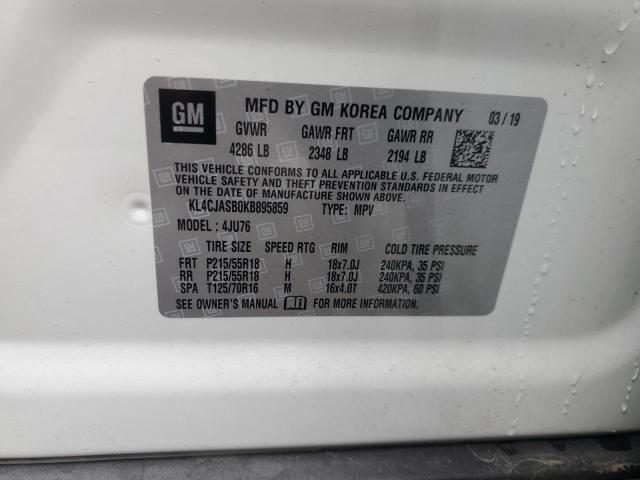 GM MFD BY GM KOREA COMPANY 03/19
GVWR GAWR FRT GAWR RR
4286 LB 2348 LB 2194 LB
THIS VEHICLE CONFORMS TO ALL APPLICABLE U.S. FEDERAL MOTOR
VEHICLE SAFETY AND THEFT PREVENTION STANDARDS IN EFFECT
ON THE DATE OF MANUFACTURE SHOWN ABOVE.
KL4CJASB0KB895859 TYPE: MPV
MODEL : 4JU76
TIRE SIZE SPEED RTG RIM COLD TIRE PRESSURE
FRT P215/55R18 H 18x7.0J 240KPA, 35 PSI
RR P215/55R18 H 18x7.0J 240KPA, 35 PSI
SPA T125/70R16 M 16x4.0T 420KPA, 60 PSI
SEE OWNER'S MANUAL FOR MORE INFORMATION.